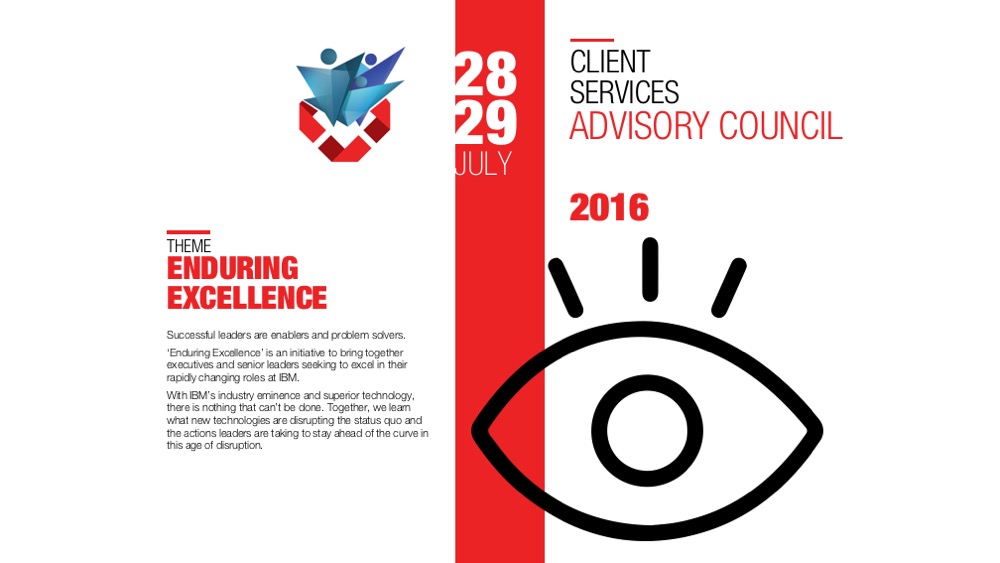 28
29
JULY
CLIENT
SERVICES
ADVISORY COUNCIL
2016
THEME
ENDURING
EXCELLENCE
Successful leaders are enablers and problem solvers.
‘Enduring Excellence’ is an initiative to bring together
executives and senior leaders seeking to excel in their
rapidly changing roles at IBM.
With IBM’s industry eminence and superior technology,
there is nothing that can’t be done. Together, we learn
what new technologies are disrupting the status quo and
the actions leaders are taking to stay ahead of the curve in
this age of disruption.